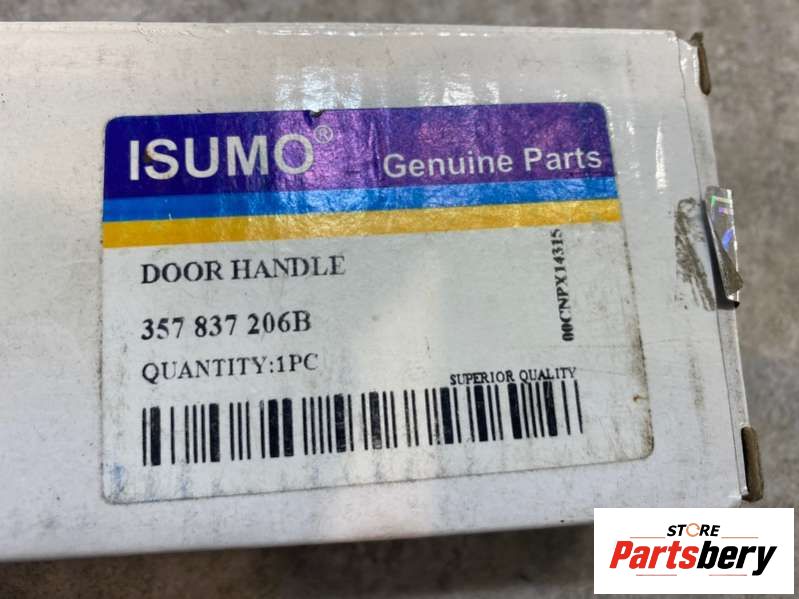 ISUMO®
Genuine Parts
DOOR HANDLE
357 837 206B
QUANTITY:1PC
SUPERIOR QUALITY
00CNPX14315
STORE
Partsbery